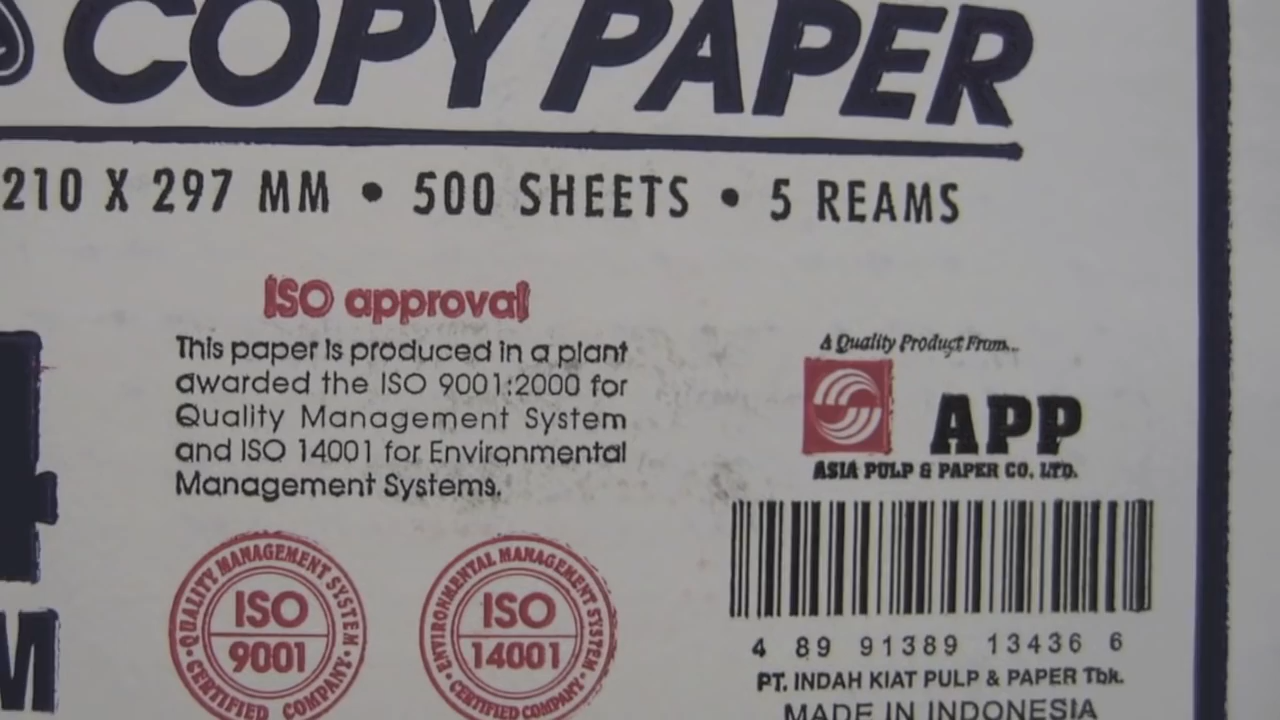 COPY PAPER
210 X 297 MM • 500 SHEETS • 5 REAMS
ISO approval
This paper is produced in a plant
awarded the ISO 9001:2000 for
Quality Management System
and ISO 14001 for Environmental
Management Systems.
QUALITY MANAGEMENT SYSTEM
ISO
9001
CERTIFIED COMPANY
ENVIRONMENTAL MANAGEMENT SYSTEM
ISO
14001
CERTIFIED COMPANY
A Quality Product From...
APP
ASIA PULP & PAPER CO. LTD.
4 89 91389 13436 6
PT. INDAH KIAT PULP & PAPER Tbk.
MADE IN INDONESIA
M